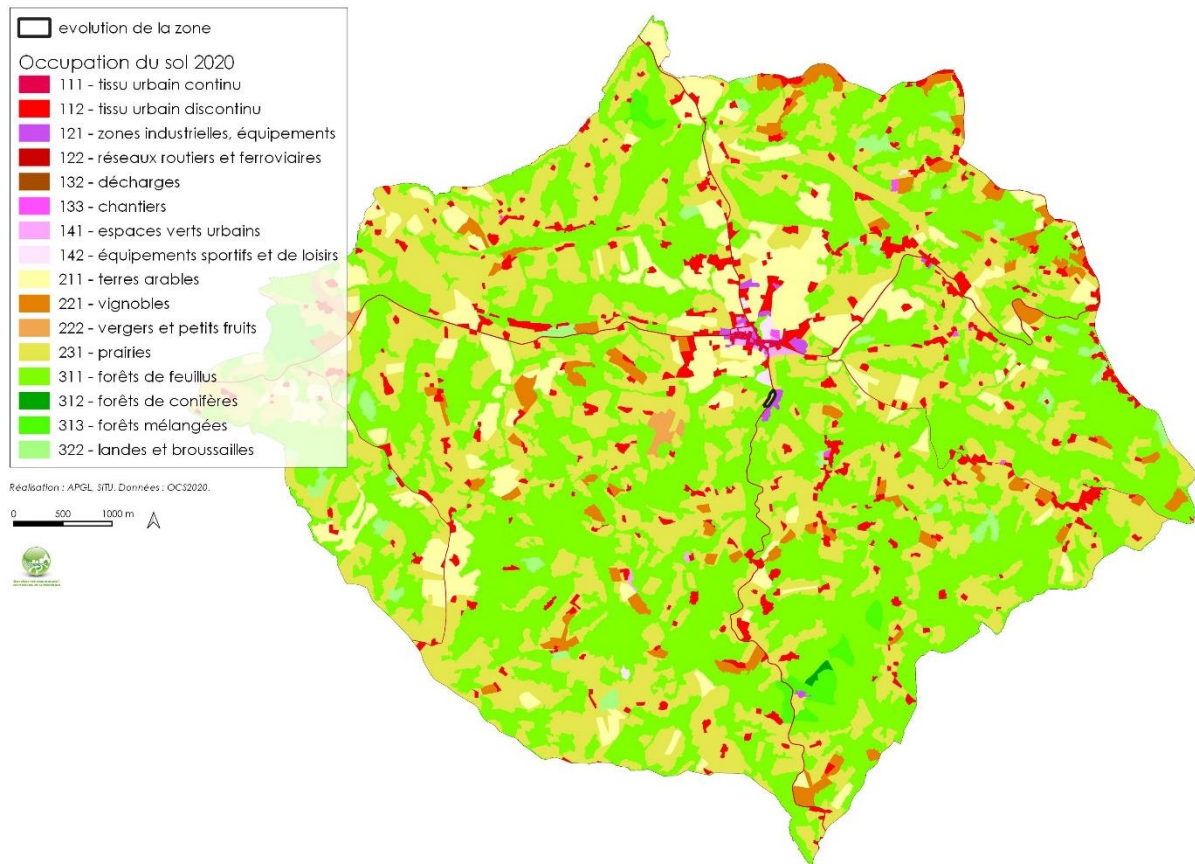 evolution de la zone
Occupation du sol 2020
111 - tissu urbain continu
112 - tissu urbain discontinu
121 - zones industrielles, équipements
122 - réseaux routiers et ferroviaires
132 - décharges
133 - chantiers
141 - espaces verts urbains
142 - équipements sportifs et de loisirs
211 - terres arables
221 - vignobles
222 - vergers et petits fruits
231 - prairies
311 - forêts de feuillus
312 - forêts de conifères
313 - forêts mélangées
322 - landes et broussailles
Réalisation : APGL, SITU. Données : OCS2020.
0 500 1000 m